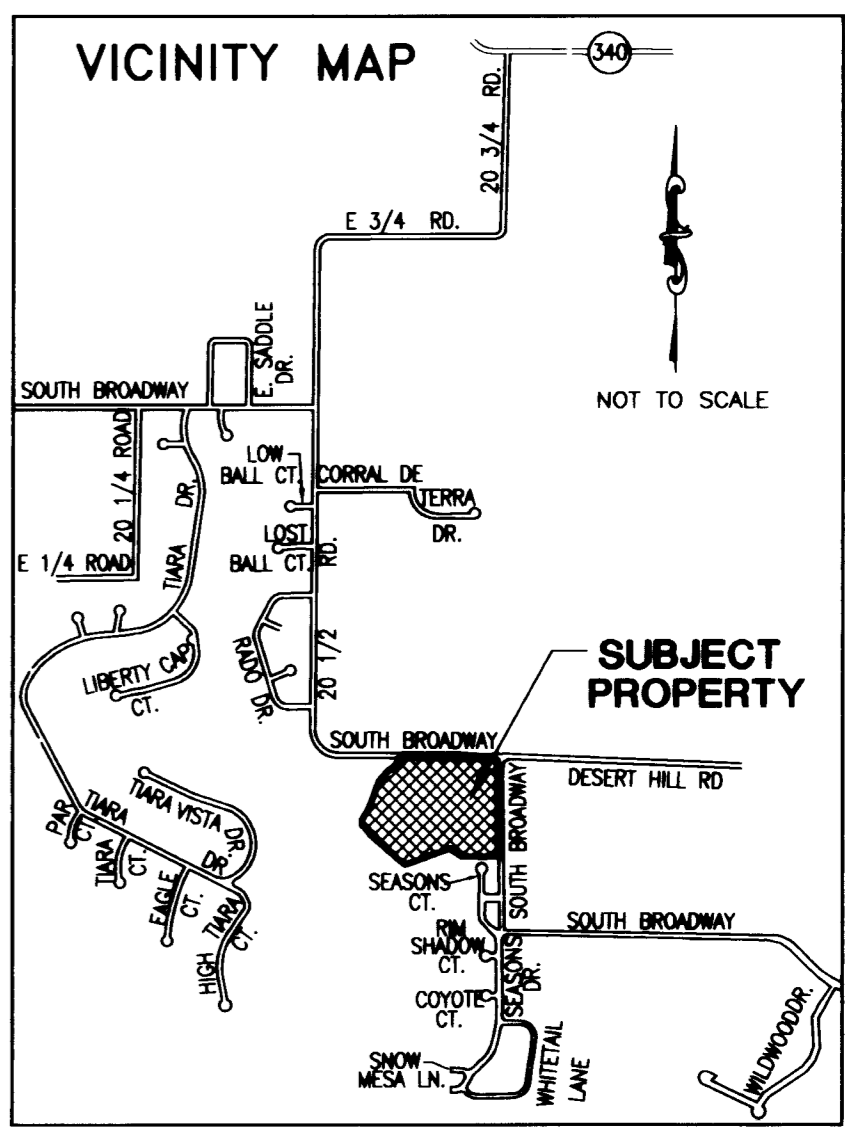 VICINITY MAP
340
20 3/4 RD.
E 3/4 RD.
NOT TO SCALE
E. SADDLE
DR.
SOUTH BROADWAY
20 1/4 ROAD
E 1/4 ROAD
TIARA DR.
LOW
BALL CT.
CORRAL DE
TERRA
DR.
LOST
BALL CT.
20 1/2 RD.
RADO DR.
LIBERTY CAP
CT.
SUBJECT
PROPERTY
SOUTH BROADWAY
DESERT HILL RD
SOUTH BROADWAY
TIARA VISTA DR.
TIARA DR
PAR
CT.
TIARA
CT.
EAGLE
CT.
HIGH TIARA
CT.
SEASONS
CT.
SOUTH BROADWAY
RIM
SHADOW
CT.
SEASONS
DR.
COYOTE
CT.
SNOW
MESA LN.
WHITETAIL
LANE
WILDWOODDR.